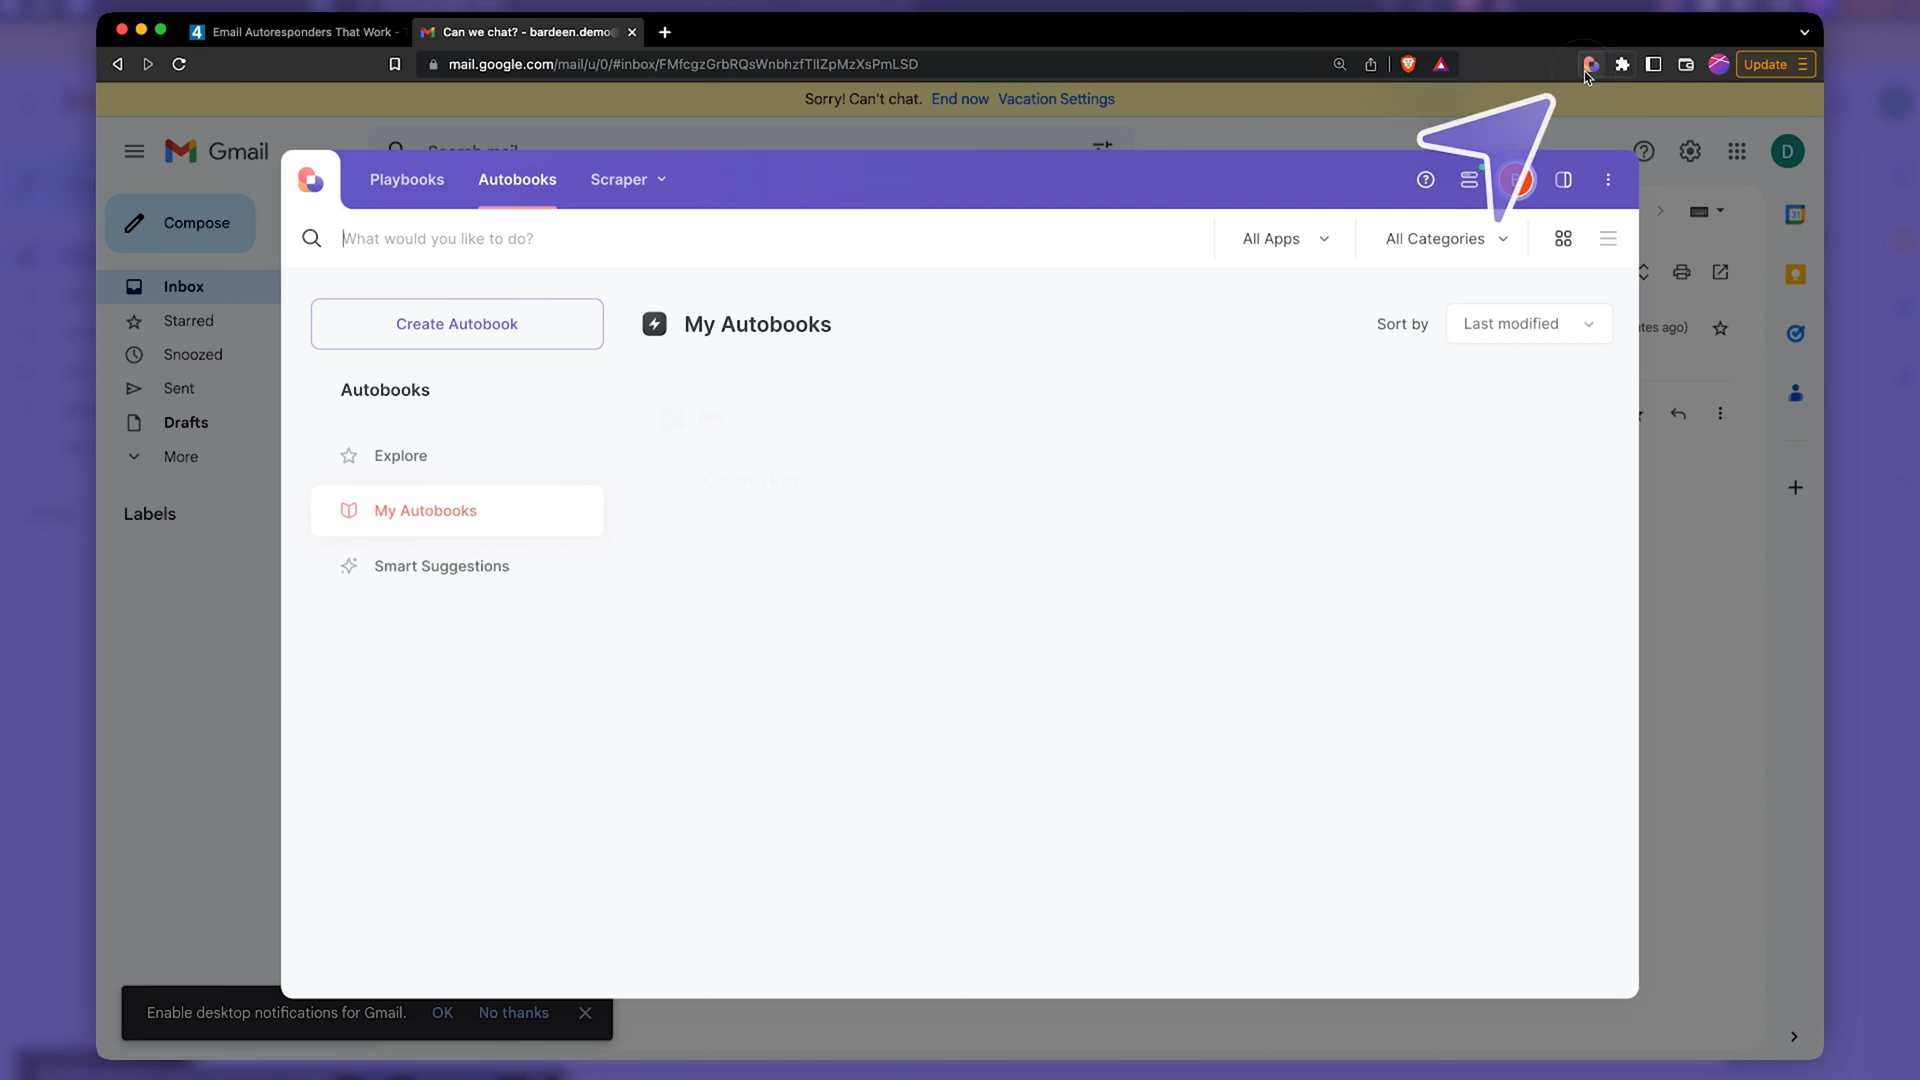 Email Autoresponders That Work -
Can we chat? - bardeen.demo@
mail.google.com/mail/u/0/#inbox/FMfcgzGrbRQsWnbhzfTlIZpMzXsPmLSD
Update
Sorry! Can't chat. End now Vacation Settings
Gmail
Search mail
D
Playbooks
Autobooks
Scraper
Compose
What would you like to do?
All Apps
All Categories
Inbox
Starred
Snoozed
Sent
Drafts
More
Labels
Create Autobook
My Autobooks
Sort by
Last modified
Autobooks
Explore
My Autobooks
Smart Suggestions
Enable desktop notifications for Gmail. OK No thanks